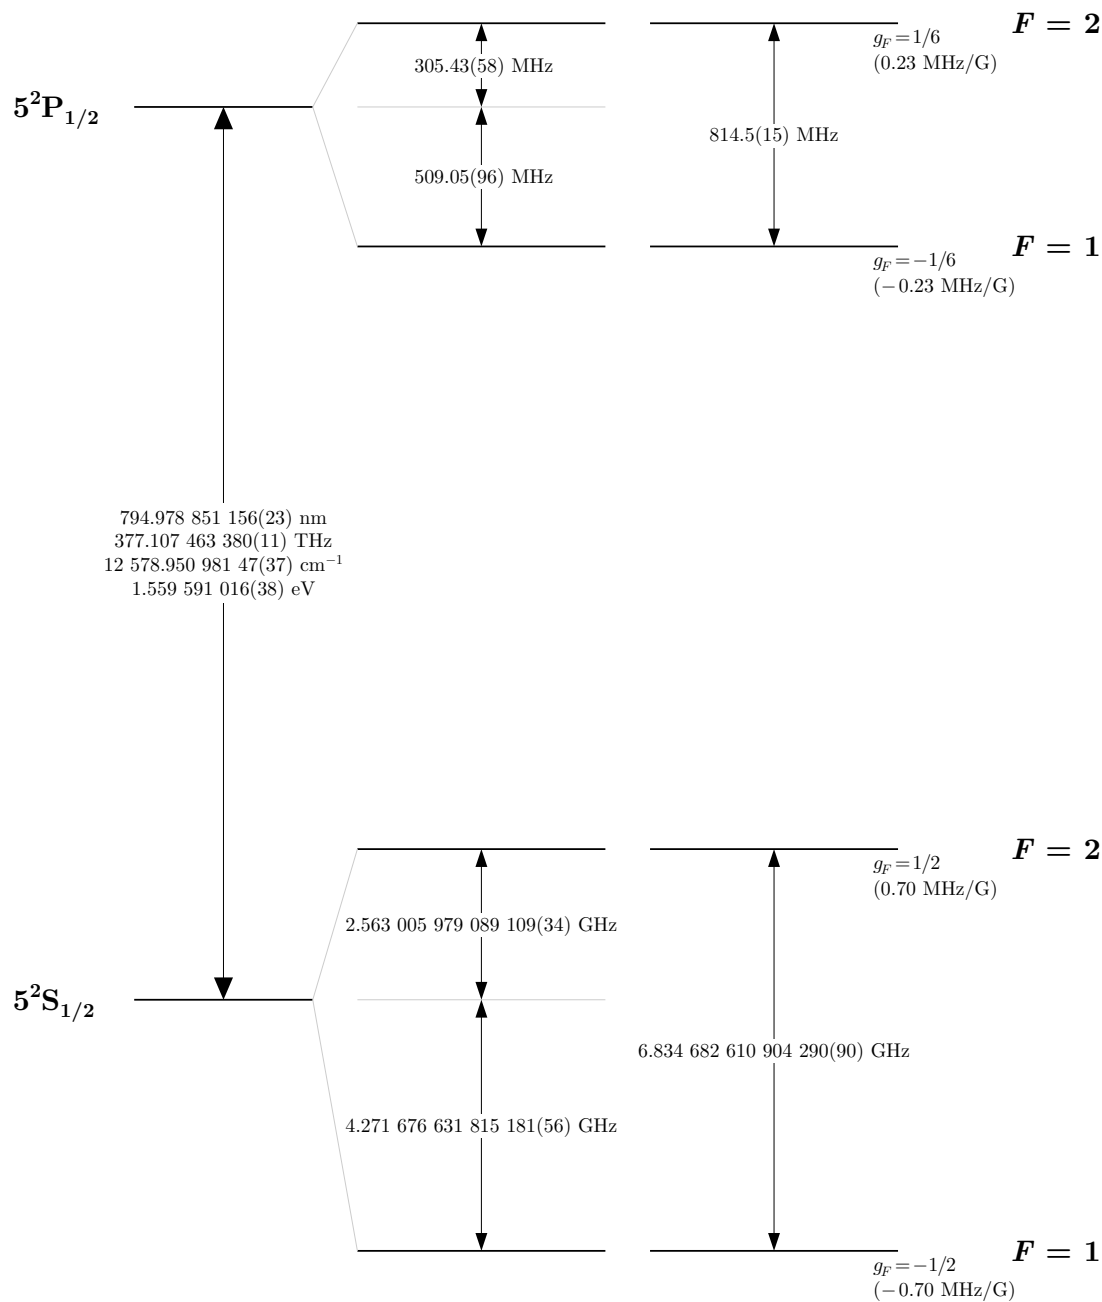 F = 2
g_F = 1/6
(0.23 MHz/G)
305.43(58) MHz
5²P₁/₂
814.5(15) MHz
509.05(96) MHz
F = 1
g_F = −1/6
(−0.23 MHz/G)
794.978 851 156(23) nm
377.107 463 380(11) THz
12 578.950 981 47(37) cm⁻¹
1.559 591 016(38) eV
F = 2
g_F = 1/2
(0.70 MHz/G)
2.563 005 979 089 109(34) GHz
5²S₁/₂
6.834 682 610 904 290(90) GHz
4.271 676 631 815 181(56) GHz
F = 1
g_F = −1/2
(−0.70 MHz/G)